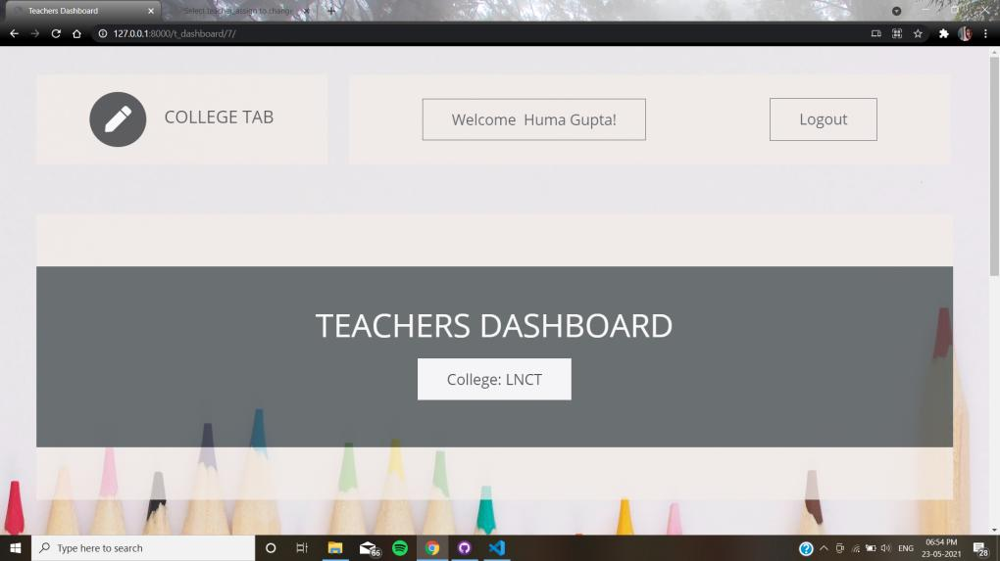 Teachers Dashboard
Select teacher_assign to change
127.0.0.1:8000/t_dashboard/7/
COLLEGE TAB
Welcome Huma Gupta!
Logout
TEACHERS DASHBOARD
College: LNCT
Type here to search
66
ENG
06:54 PM
23-05-2021
28